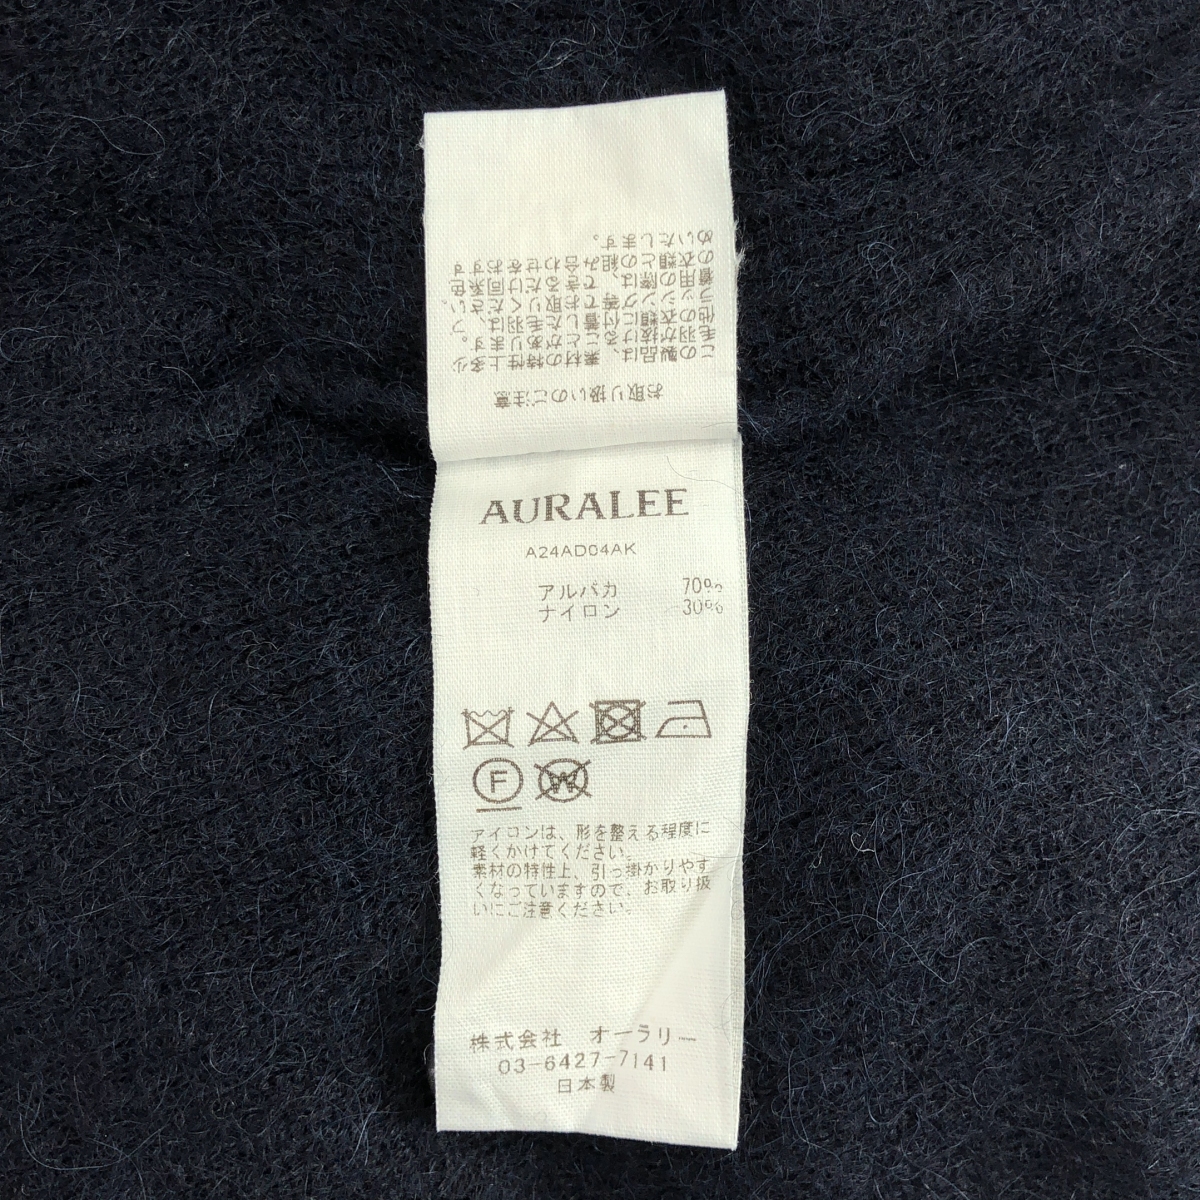 お取り扱いのご注意
この製品は、素材の特性上多少
毛羽が抜けることがあります。
他の衣類に付着した毛羽は、ブ
ラッシング等でお取りください。
着用の際は、できるだけ同系色
の衣類との組み合わせをおすす
めいたします。
AURALEE
A24AD04AK
アルパカ 70%
ナイロン 30%
F W
アイロンは、形を整える程度に
軽くかけてください。
素材の特性上、引っ掛かりやす
くなっていますので、お取り扱
いにご注意ください。
株式会社 オーラリー
03-6427-7141
日本製